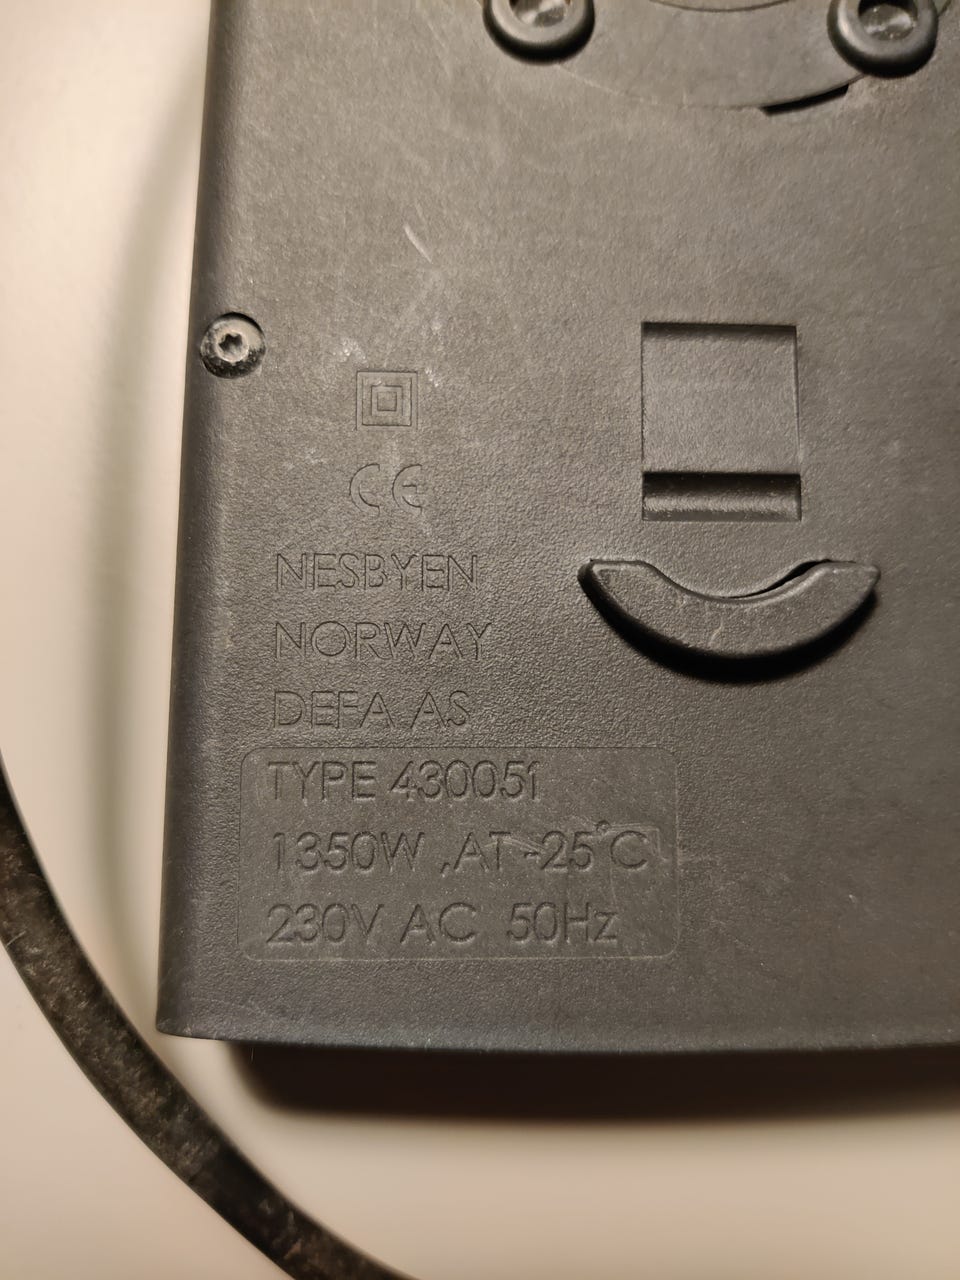 CE
NESBYEN
NORWAY
DEFA AS
TYPE 430051
1350W ,AT -25°C
230V AC 50Hz